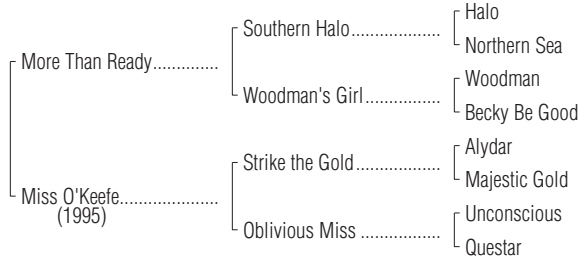 Halo
Southern Halo....................
Northern Sea
More Than Ready..............
Woodman
Woodman's Girl.................
Becky Be Good
Alydar
Strike the Gold...................
Majestic Gold
Miss O'Keefe......................
(1995)
Unconscious
Oblivious Miss ..................
Questar